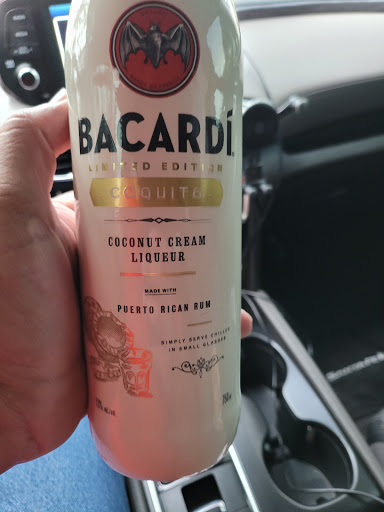 BACARDÍ
LIMITED EDITION
COQUITO
COCONUT CREAM
LIQUEUR
MADE WITH
PUERTO RICAN RUM
SIMPLY SERVE CHILLED
IN SMALL GLASSES